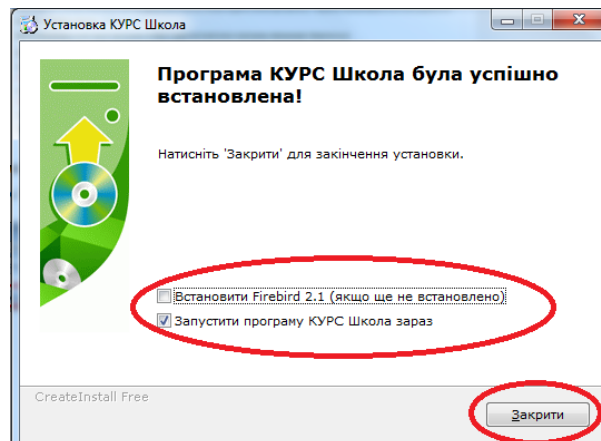 Установка КУРС Школа
Програма КУРС Школа була успішно
встановлена!
Натисніть 'Закрити' для закінчення установки.
Встановити Firebird 2.1 (якщо ще не встановлено)
Запустити програму КУРС Школа зараз
CreateInstall Free
Закрити